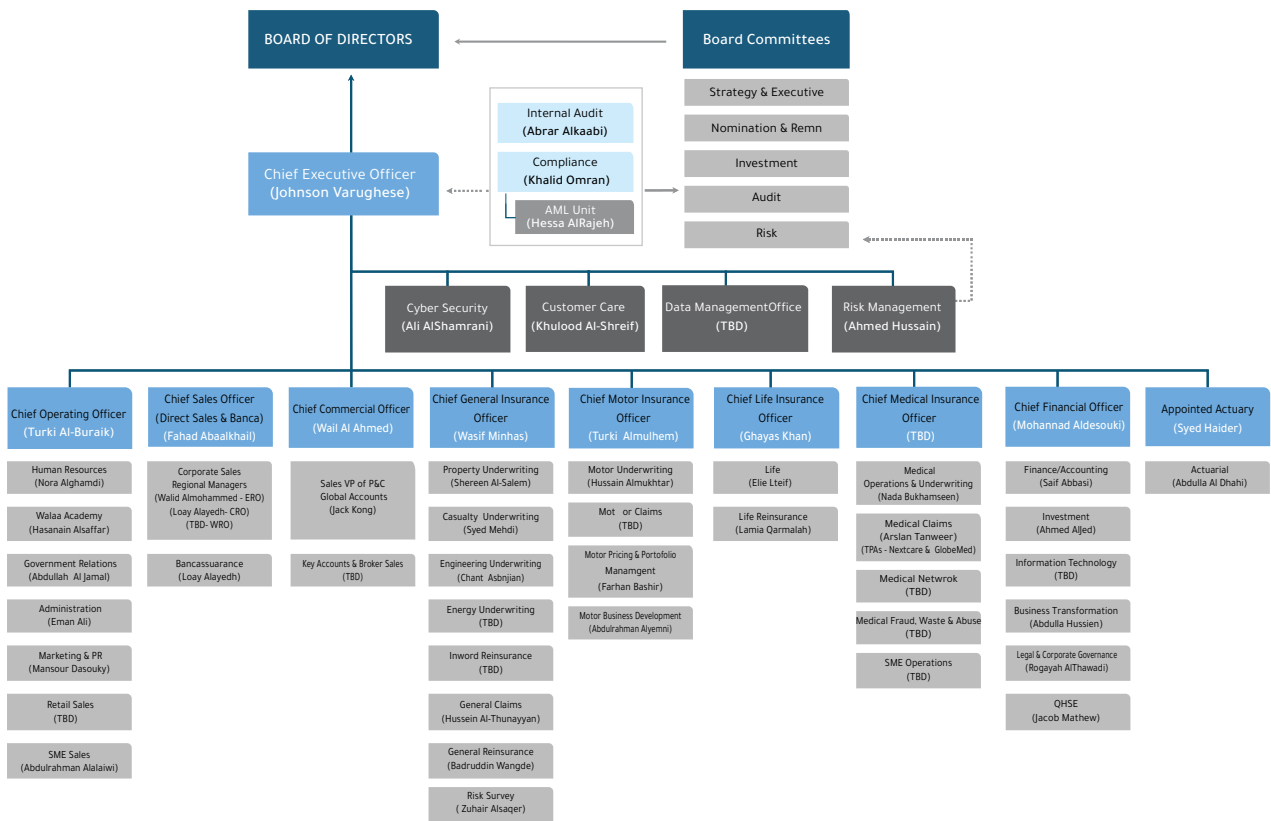 BOARD OF DIRECTORS
Board Committees
Strategy & Executive
Nomination & Remn
Investment
Audit
Risk
Internal Audit
(Abrar Alkaabi)
Compliance
(Khalid Omran)
AML Unit
(Hessa AlRajeh)
Chief Executive Officer
(Johnson Varughese)
Cyber Security
(Ali AlShamrani)
Customer Care
(Khulood Al-Shreif)
Data ManagementOffice
(TBD)
Risk Management
(Ahmed Hussain)
Chief Operating Officer
(Turki Al-Buraik)
Human Resources
(Nora Alghamdi)
Walaa Academy
(Hasanain Alsaffar)
Government Relations
(Abdullah Al Jamal)
Administration
(Eman Ali)
Marketing & PR
(Mansour Dasouky)
Retail Sales
(TBD)
SME Sales
(Abdulrahman Alalaiwi)
Chief Sales Officer
(Direct Sales & Banca)
(Fahad Abaalkhail)
Corporate Sales
Regional Managers
(Walid Almohammed - ERO)
(Loay Alayedh- CRO)
(TBD- WRO)
Bancassuarance
(Loay Alayedh)
Chief Commercial Officer
(Wail Al Ahmed)
Sales VP of P&C
Global Accounts
(Jack Kong)
Key Accounts & Broker Sales
(TBD)
Chief General Insurance
Officer
(Wasif Minhas)
Property Underwriting
(Shereen Al-Salem)
Casualty Underwriting
(Syed Mehdi)
Engineering Underwriting
(Chant Asbnjian)
Energy Underwriting
(TBD)
Inword Reinsurance
(TBD)
General Claims
(Hussein Al-Thunayyan)
General Reinsurance
(Badruddin Wangde)
Risk Survey
( Zuhair Alsaqer)
Chief Motor Insurance
Officer
(Turki Almulhem)
Motor Underwriting
(Hussain Almukhtar)
Mot or Claims
(TBD)
Motor Pricing & Portofolio
Managment
(Farhan Bashir)
Motor Business Development
(Abdulrahman Alyemni)
Chief Life Insurance
Officer
(Ghayas Khan)
Life
(Elie Lteif)
Life Reinsurance
(Lamia Qarmalah)
Chief Medical Insurance
Officer
(TBD)
Medical
Operations & Underwriting
(Nada Bukhamseen)
Medical Claims
(Arslan Tanweer)
(TPAs - Nextcare & GlobeMed)
Medical Netwrok
(TBD)
Medical Fraud, Waste & Abuse
(TBD)
SME Operations
(TBD)
Chief Financial Officer
(Mohannad Aldesouki)
Finance/Accounting
(Saif Abbasi)
Investment
(Ahmed AlJed)
Information Technology
(TBD)
Business Transformation
(Abdulla Hussien)
Legal & Corporate Governance
(Rogayah AlThawadi)
QHSE
(Jacob Mathew)
Appointed Actuary
(Syed Haider)
Actuarial
(Abdulla Al Dhahi)